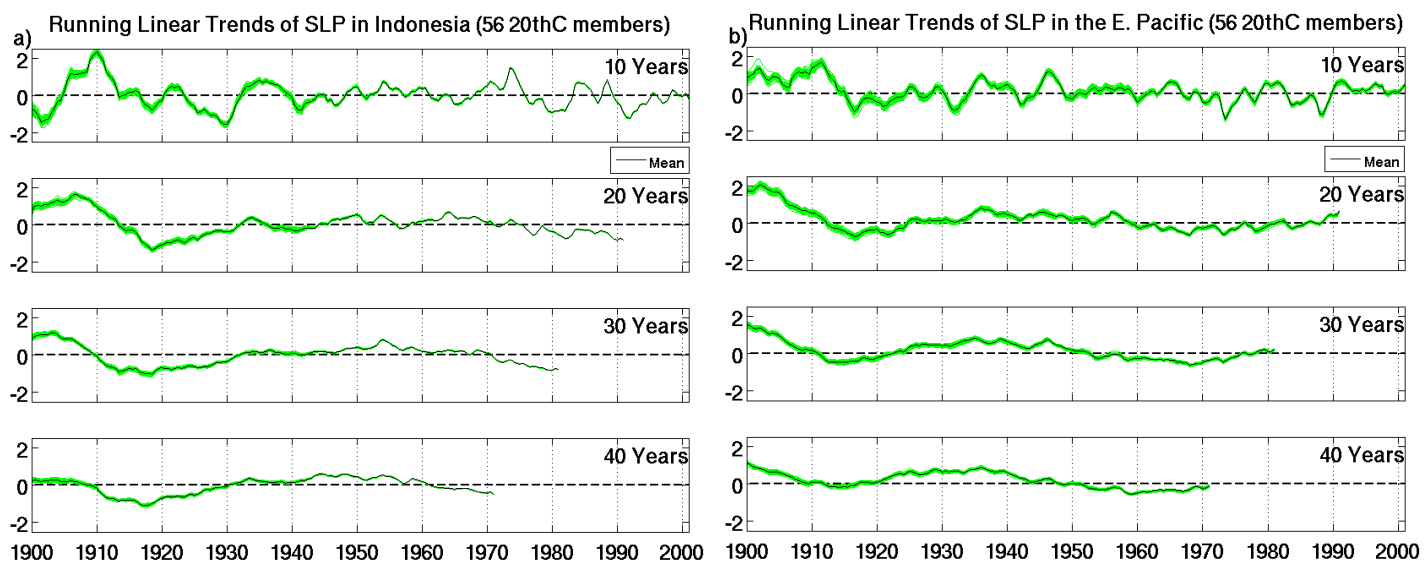 Running Linear Trends of SLP in Indonesia (56 20thC members)
a)
2
0
-2
10 Years
Mean
2
0
-2
20 Years
2
0
-2
30 Years
2
0
-2
40 Years
1900 1910 1920 1930 1940 1950 1960 1970 1980 1990 2000
Running Linear Trends of SLP in the E. Pacific (56 20thC members)
b)
2
0
-2
10 Years
Mean
2
0
-2
20 Years
2
0
-2
30 Years
2
0
-2
40 Years
1900 1910 1920 1930 1940 1950 1960 1970 1980 1990 2000